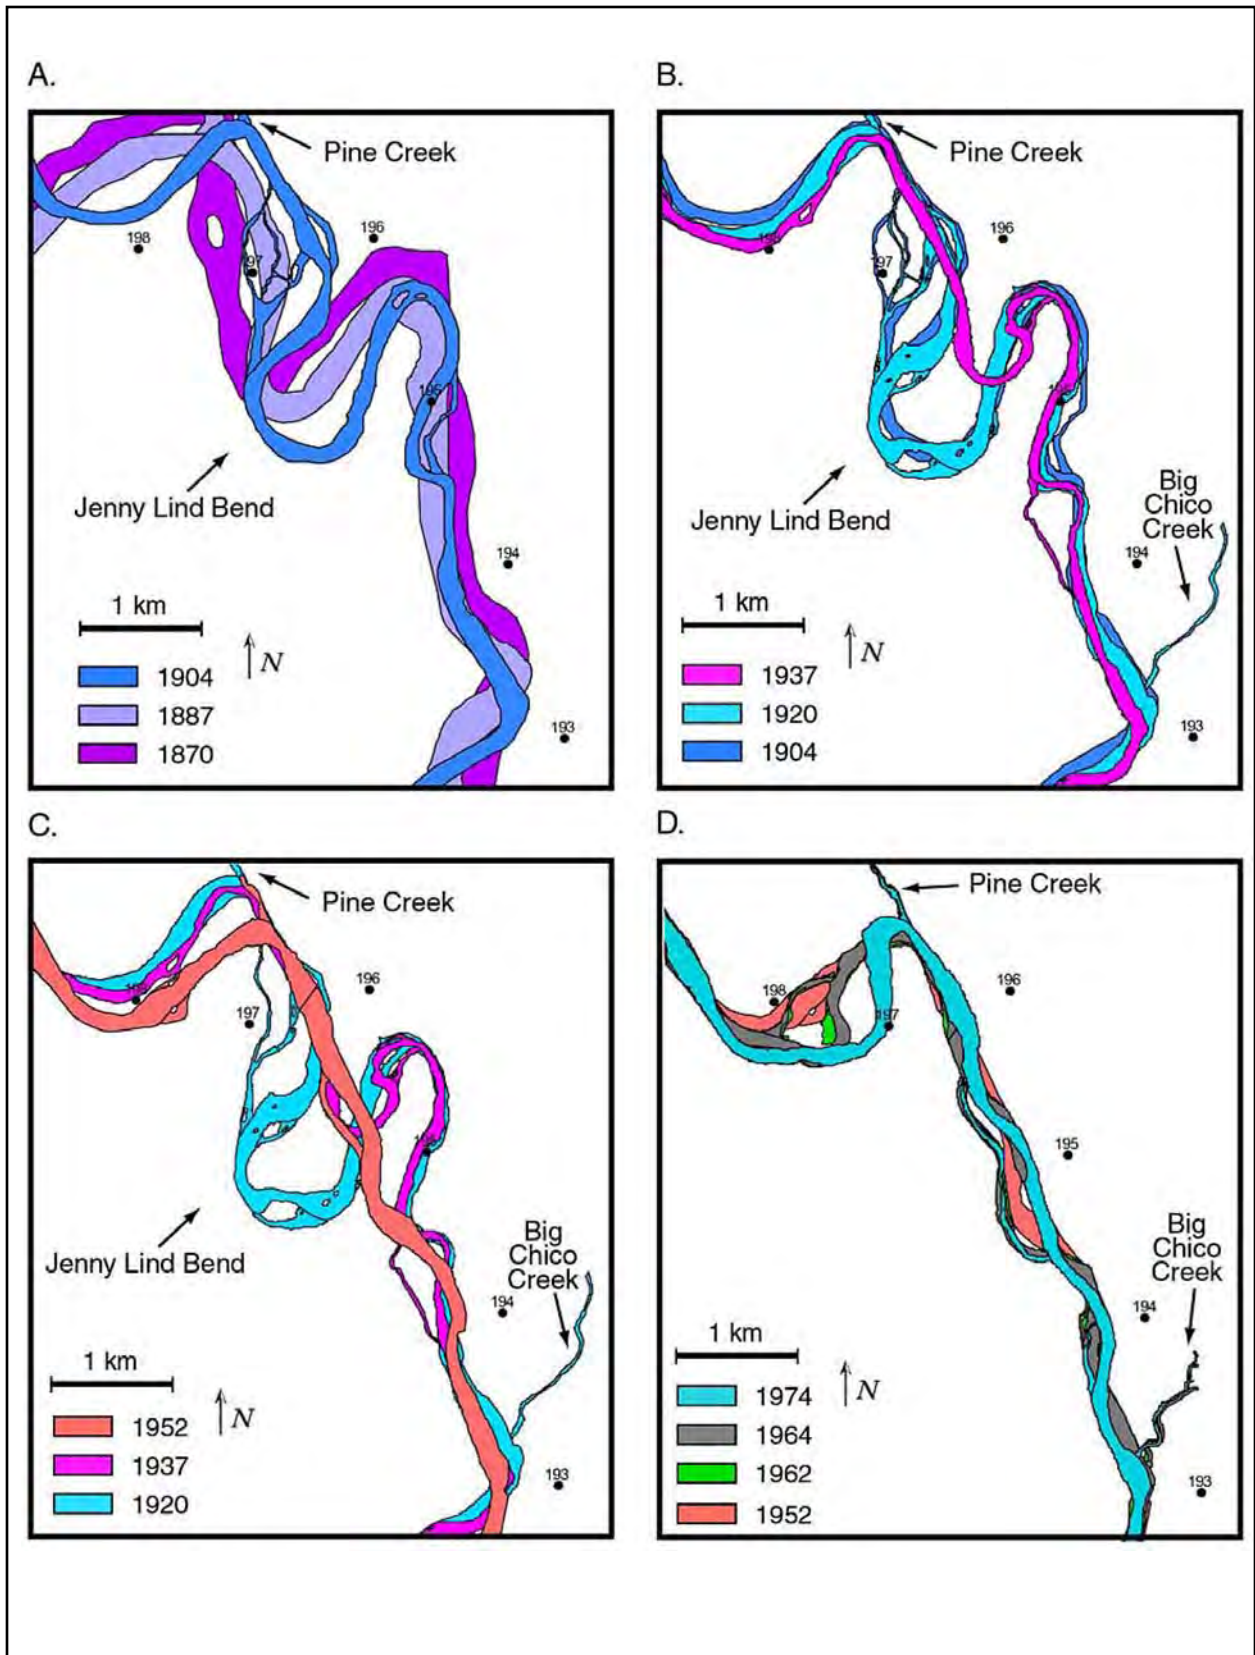 A.
Pine Creek
196
198
97
195
Jenny Lind Bend
194
1 km
N
1904
1887
193
1870
B.
Pine Creek
196
197
Big
Chico
Creek
Jenny Lind Bend
194
1 km
N
1937
1920
193
1904
C.
Pine Creek
196
197
Big
Chico
Creek
Jenny Lind Bend
194
1 km
N
1952
1937
193
1920
D.
Pine Creek
196
198
197
195
Big
Chico
Creek
194
1 km
N
1974
1964
1962
193
1952